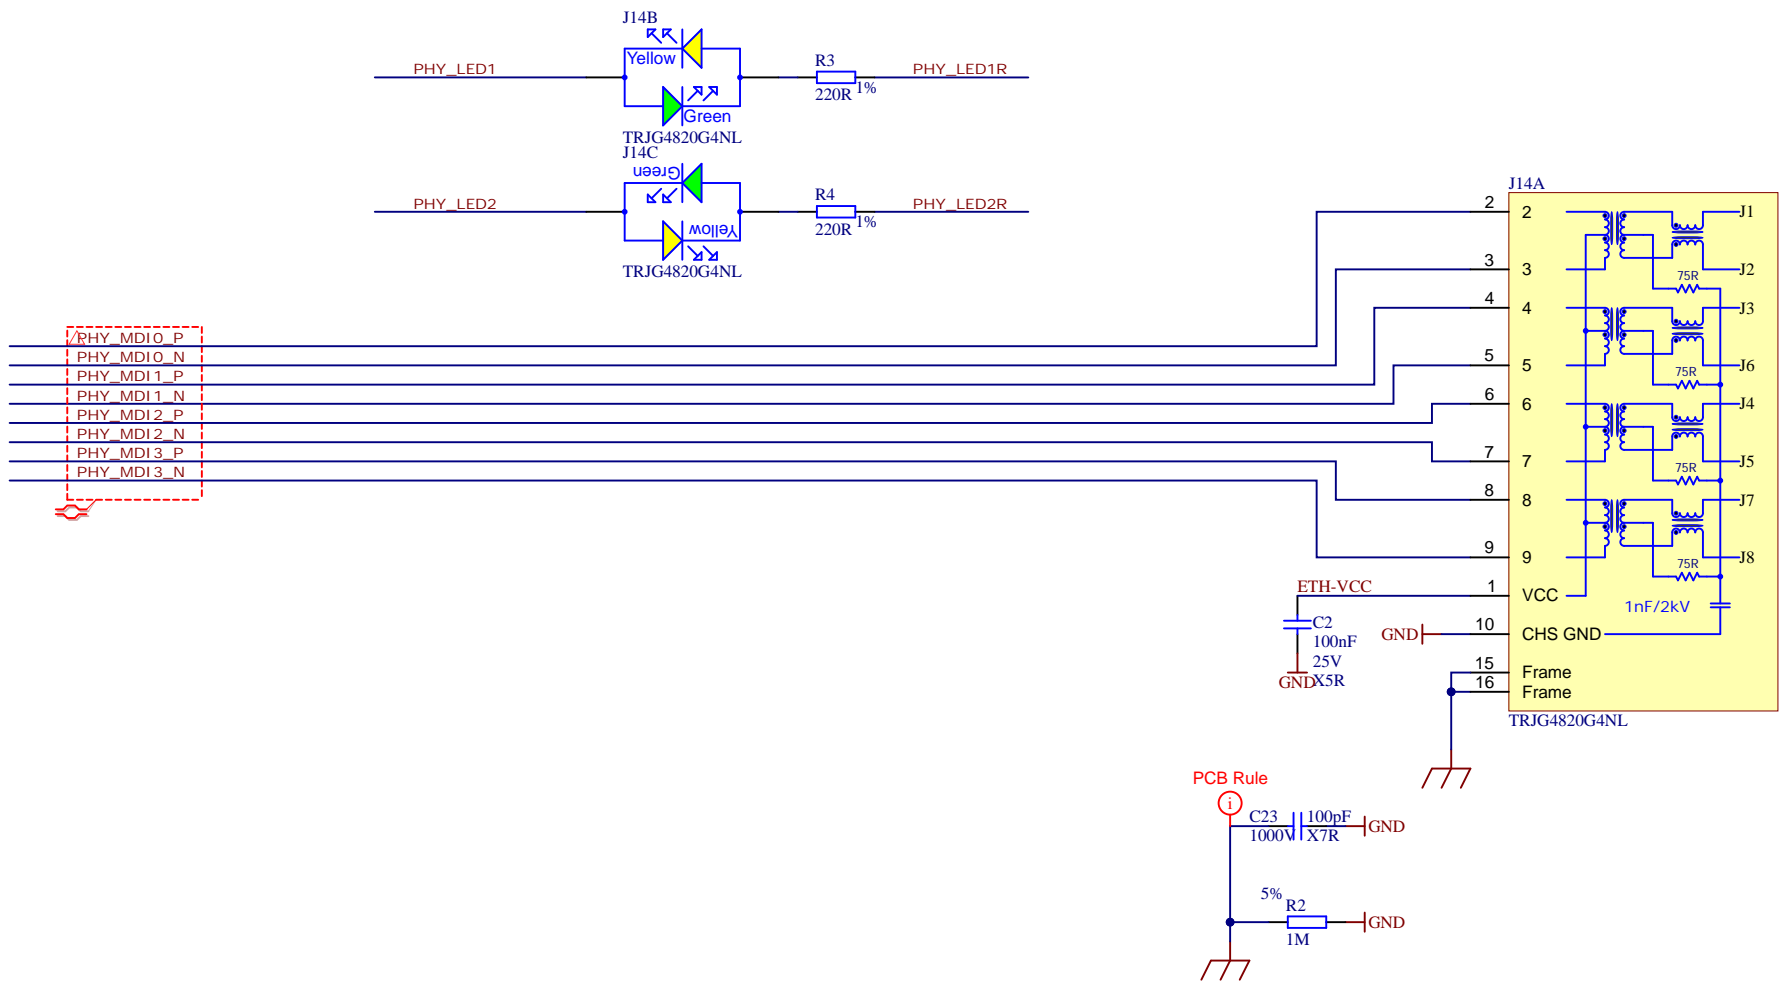 J14B
Yellow
PHY_LED1
R3
PHY_LED1R
220R
1%
Green
TRJG4820G4NL
J14C
Green
PHY_LED2
R4
PHY_LED2R
220R
1%
Yellow
TRJG4820G4NL
PHY_MDI0_P
PHY_MDI0_N
PHY_MDI1_P
PHY_MDI1_N
PHY_MDI2_P
PHY_MDI2_N
PHY_MDI3_P
PHY_MDI3_N
J14A
2 2 J1
3 3 J2
75R
4 4 J3
5 5 J6
75R
6 6 J4
7 7 J5
75R
8 8 J7
9 9 J8
75R
ETH-VCC
1 VCC
1nF/2kV
C2
100nF
25V
X5R
GND
GND
10 CHS GND
15 Frame
16 Frame
TRJG4820G4NL
PCB Rule
i
C23 100pF
1000V X7R
GND
5%
R2
1M
GND